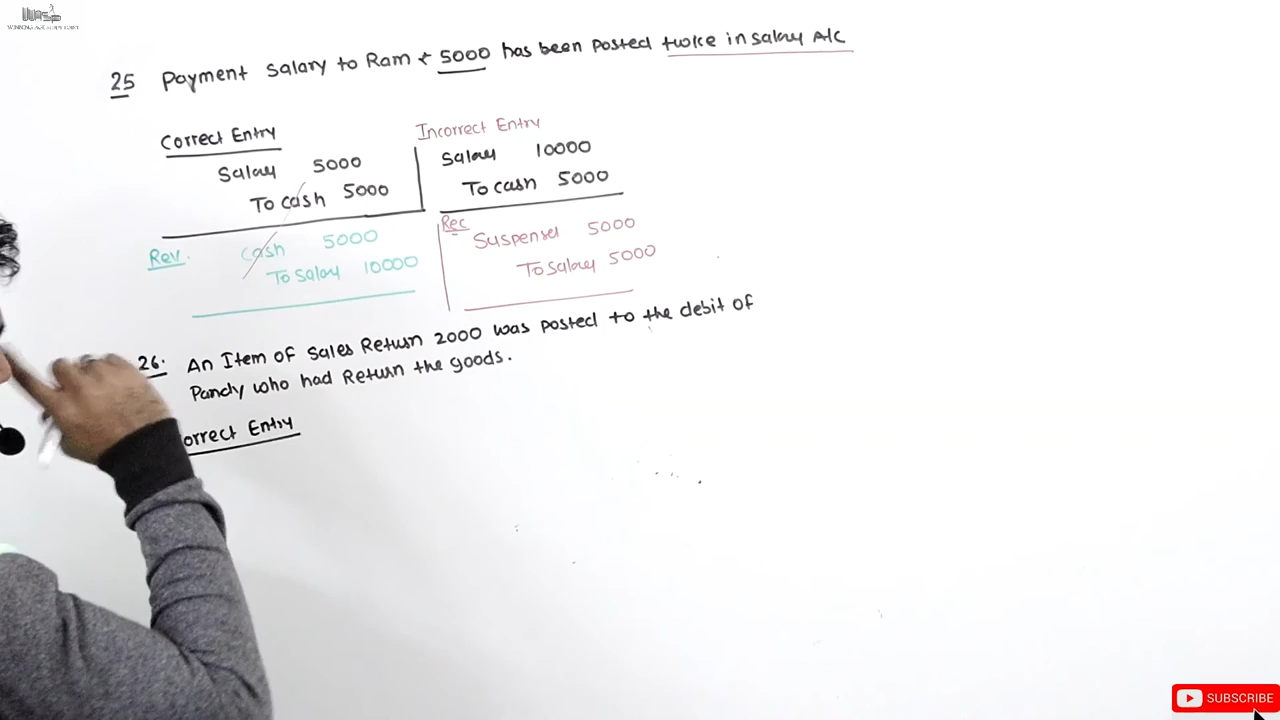 25 Payment Salary to Ram ₹ 5000 has been Posted twice in salary A/C
Correct Entry
Salary 5000
To cash 5000
Incorrect Entry
Salary 10000
To cash 5000
Rev. Cash 5000
To Salary 10000
Rec
Suspense 5000
To Salary 5000
26. An Item of Sales Return 2000 was posted to the debit of
Pandy who had Return the goods.
orrect Entry
SUBSCRIBE